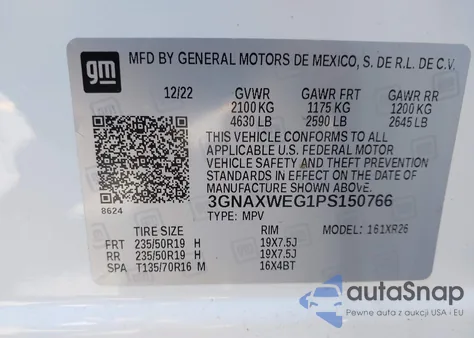 gm
MFD BY GENERAL MOTORS DE MEXICO, S. DE R.L. DE C.V.
12/22 GVWR GAWR FRT GAWR RR
2100 KG 1175 KG 1200 KG
4630 LB 2590 LB 2645 LB
THIS VEHICLE CONFORMS TO ALL
APPLICABLE U.S. FEDERAL MOTOR
VEHICLE SAFETY AND THEFT PREVENTION
STANDARDS IN EFFECT ON THE DATE OF
MANUFACTURE SHOWN ABOVE.
8624 3GNAXWEG1PS150766
TYPE: MPV MODEL: 161XR26
TIRE SIZE RIM
FRT 235/50R19 H 19X7.5J
RR 235/50R19 H 19X7.5J
SPA T135/70R16 M 16X4BT
autoSnap
Pewne auta z aukcji USA - EU